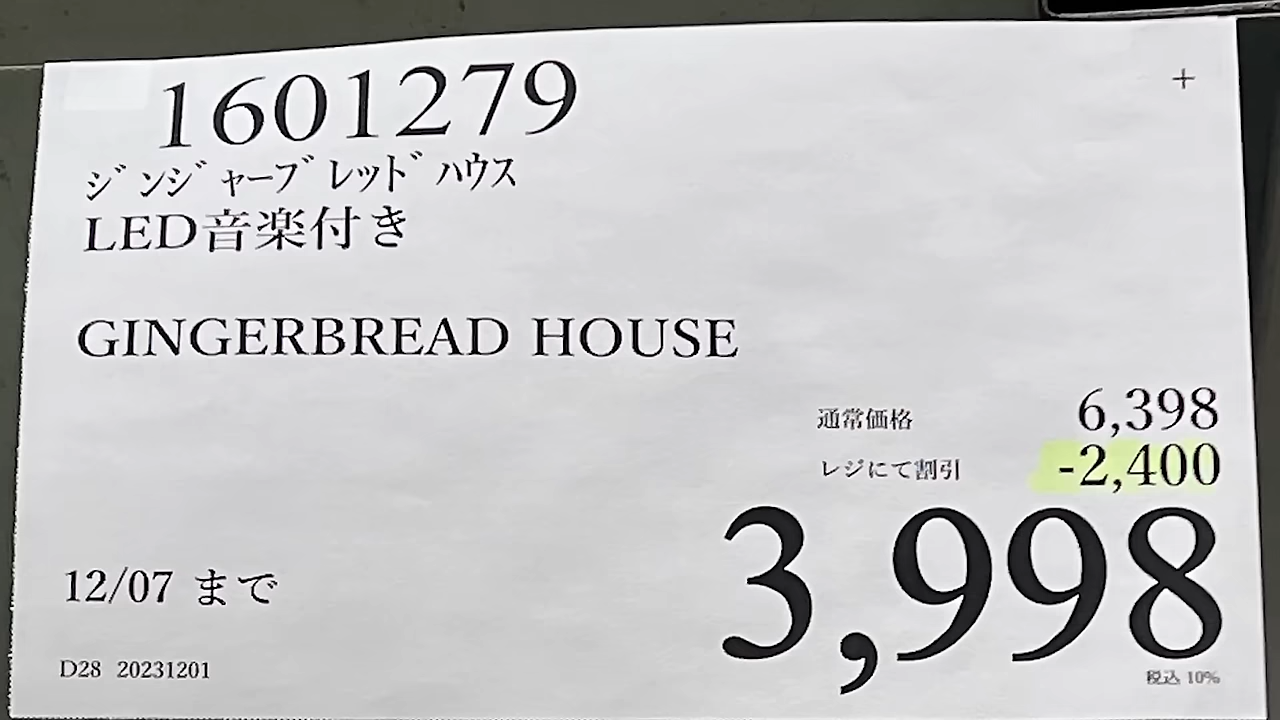 1601279
+
ｼﾞﾝｼﾞｬｰﾌﾞﾚｯﾄﾞﾊｳｽ
LED音楽付き
GINGERBREAD HOUSE
通常価格 6,398
レジにて割引 -2,400
3,998
12/07 まで
D28 20231201
税込 10%